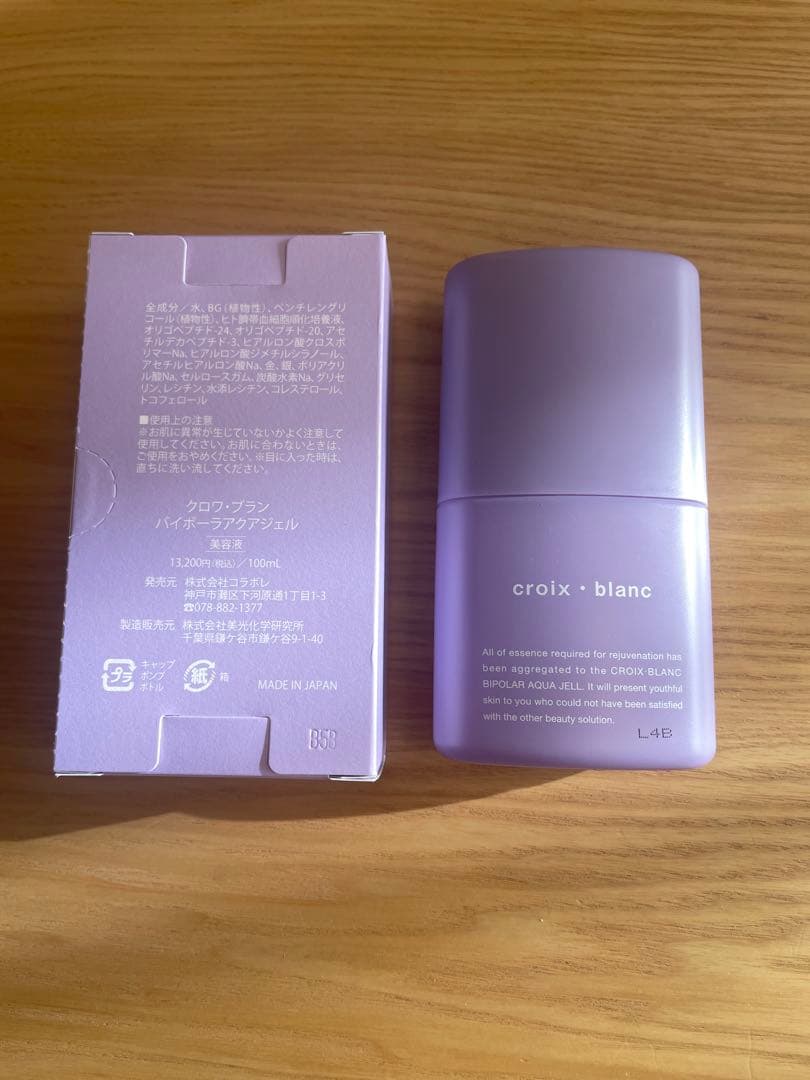 全成分／水、BG（植物性）、ペンチレングリ
コール（植物性）、ヒト臍帯血細胞順化培養液、
オリゴペプチド-24、オリゴペプチド-20、アセ
チルデカペプチド-3、ヒアルロン酸クロスポ
リマーNa、ヒアルロン酸ジメチルシラノール、
アセチルヒアルロン酸Na、金、銀、ポリアクリ
ル酸Na、セルロースガム、炭酸水素Na、グリセ
リン、レシチン、水添レシチン、コレステロール、
トコフェロール
■使用上の注意
※お肌に異常が生じていないかよく注意して
使用してください。お肌に合わないときは、
ご使用をおやめください。※目に入った時は、
直ちに洗い流してください。
クロワ・ブラン
バイポーラアクアジェル
美容液
13,200円（税込）／100mL
発売元 株式会社コラボレ
神戸市灘区下河原通1丁目1-3
☎078-882-1377
製造販売元 株式会社美光化学研究所
千葉県鎌ケ谷市鎌ケ谷9-1-40
プラ
キャップ
ポンプ
ボトル
紙
箱
MADE IN JAPAN
B5B
croix・blanc
All of essence required for rejuvenation has
been aggregated to the CROIX·BLANC
BIPOLAR AQUA JELL. It will present youthful
skin to you who could not have been satisfied
with the other beauty solution.
L4B